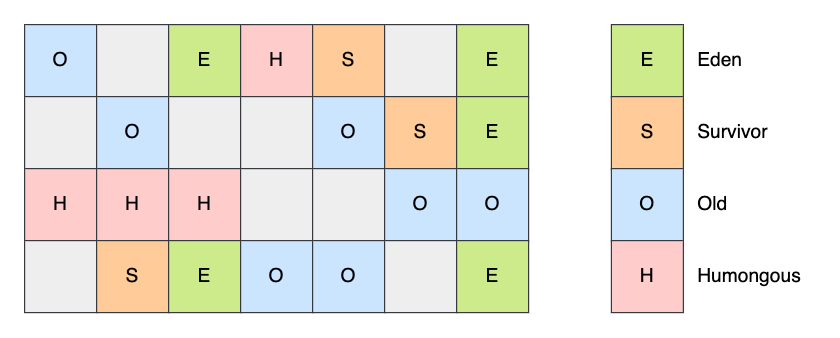 O E H S E
O O S E
H H H O O
S E O O E
E Eden
S Survivor
O Old
H Humongous